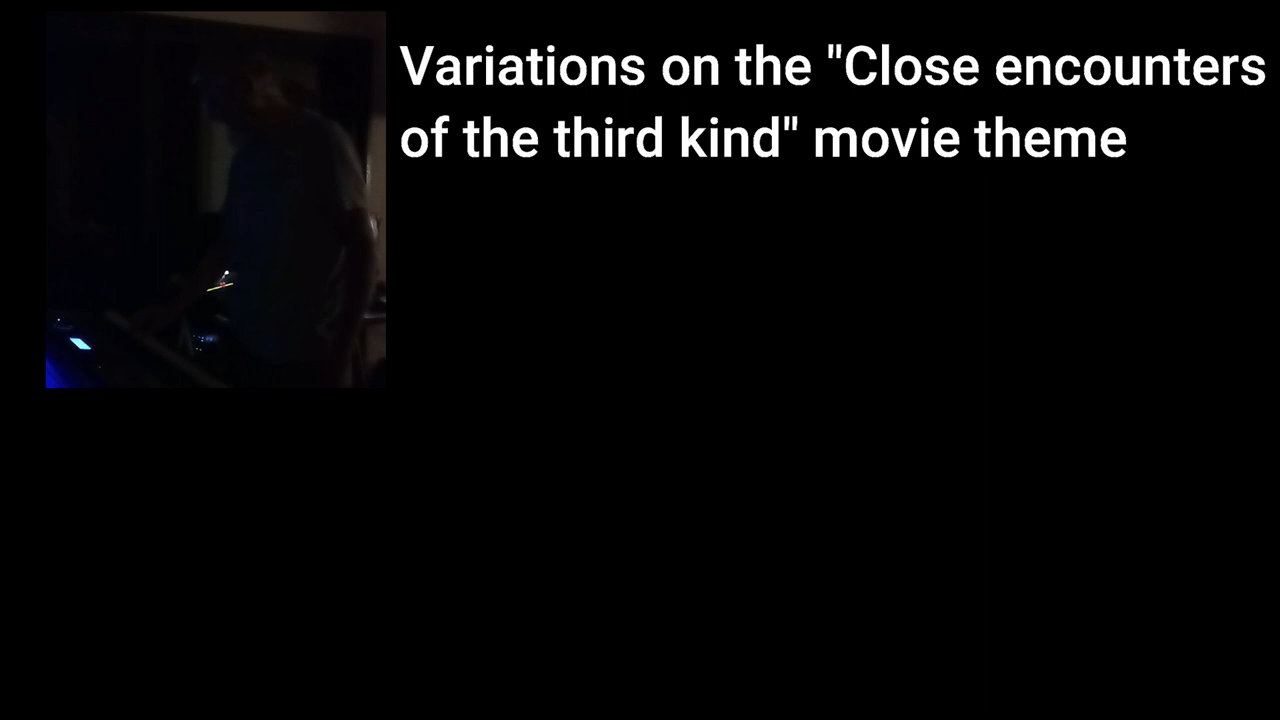 Variations on the "Close encounters
of the third kind" movie theme